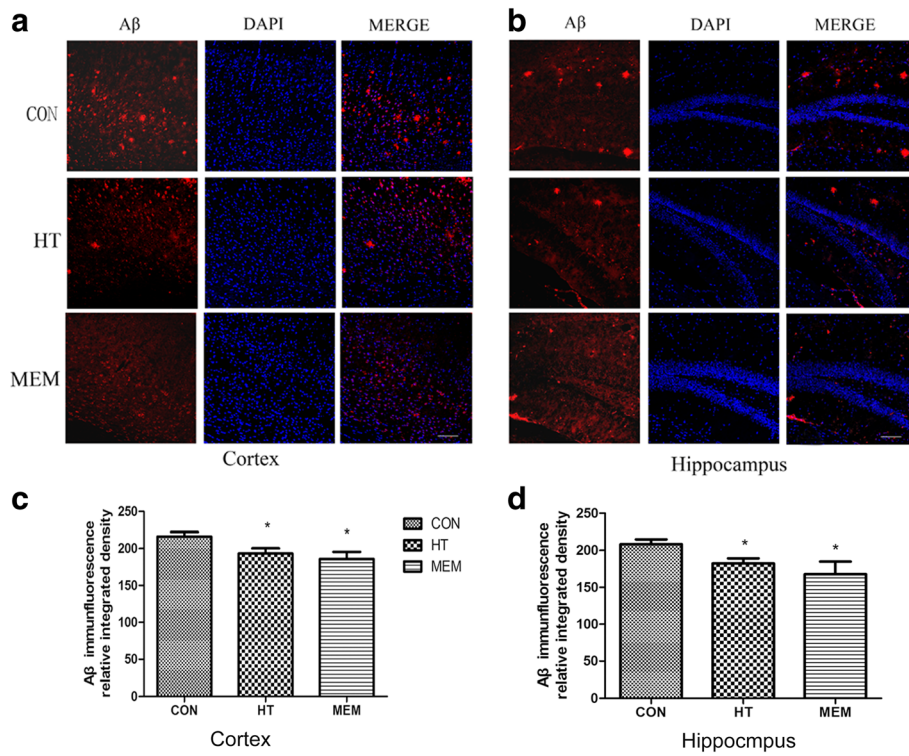 a
Aβ DAPI MERGE
CON
HT
MEM
Cortex
b
Aβ DAPI MERGE
Hippocampus
c
Aβ immunfluorescence
relative integrated density
250
200
150
100
50
0
* *
CON HT MEM
Cortex
CON
HT
MEM
d
Aβ immunfluorescence
relative integrated density
250
200
150
100
50
0
* *
CON HT MEM
Hippocmpus